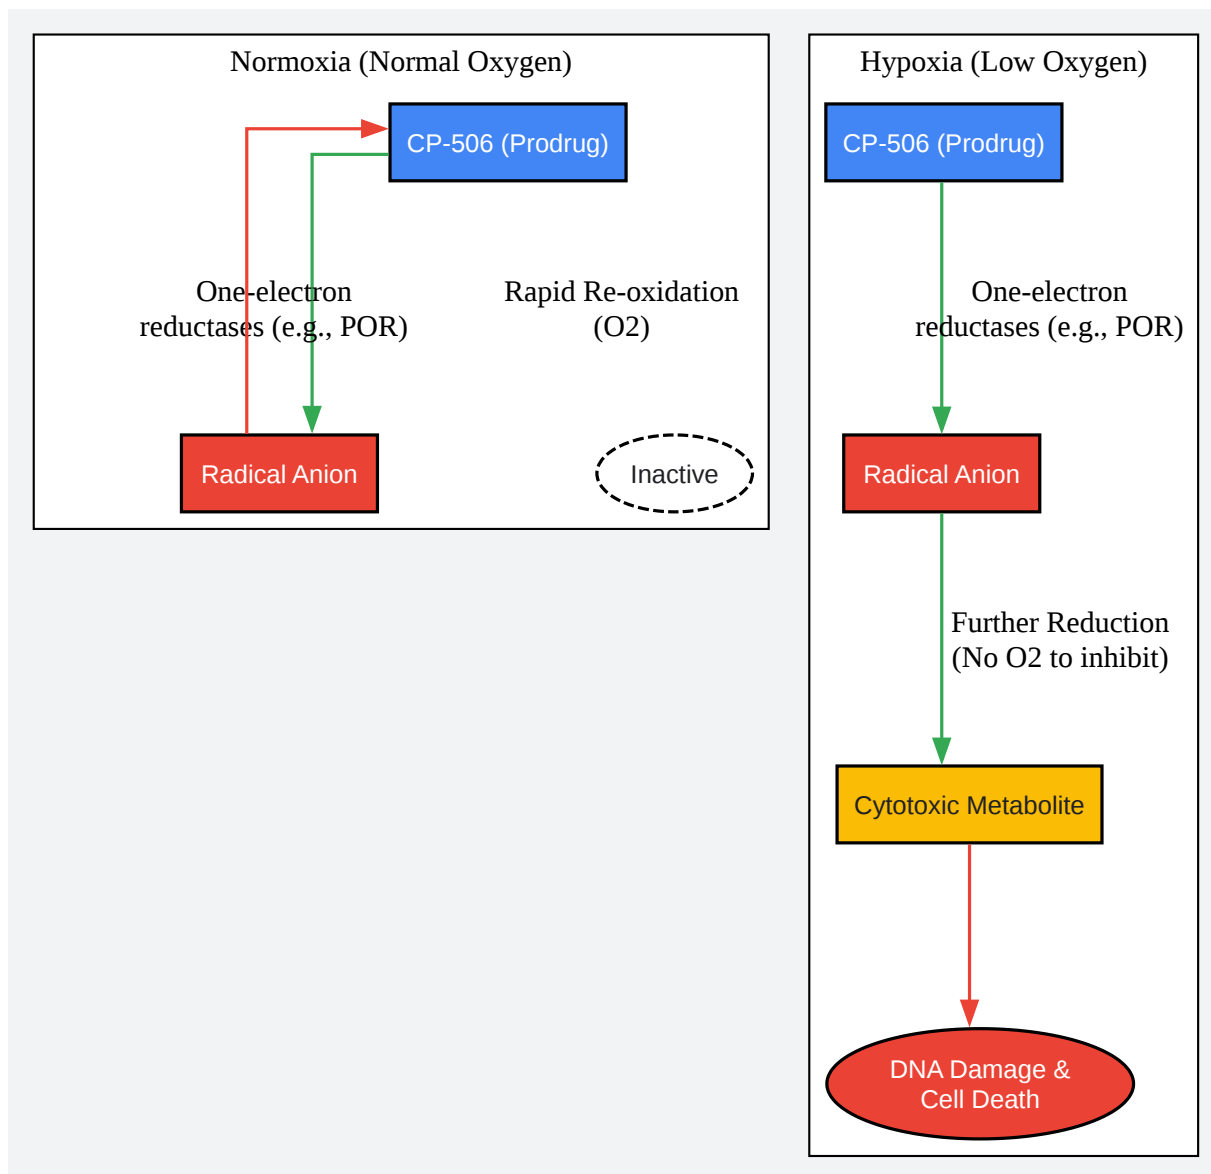 Normoxia (Normal Oxygen)
CP-506 (Prodrug)
One-electron
reductases (e.g., POR)
Rapid Re-oxidation
(O2)
Radical Anion
Inactive
Hypoxia (Low Oxygen)
CP-506 (Prodrug)
One-electron
reductases (e.g., POR)
Radical Anion
Further Reduction
(No O2 to inhibit)
Cytotoxic Metabolite
DNA Damage &
Cell Death